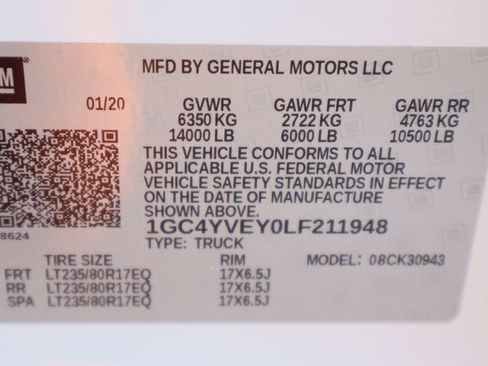 GM
MFD BY GENERAL MOTORS LLC
01/20 GVWR GAWR FRT GAWR RR
6350 KG 2722 KG 4763 KG
14000 LB 6000 LB 10500 LB
THIS VEHICLE CONFORMS TO ALL
APPLICABLE U.S. FEDERAL MOTOR
VEHICLE SAFETY STANDARDS IN EFFECT
ON THE DATE OF MANUFACTURE
SHOWN ABOVE.
8624
1GC4YVEY0LF211948
TYPE: TRUCK
TIRE SIZE RIM MODEL: 08CK30943
FRT LT235/80R17EQ 17X6.5J
RR LT235/80R17EQ 17X6.5J
SPA LT235/80R17EQ 17X6.5J